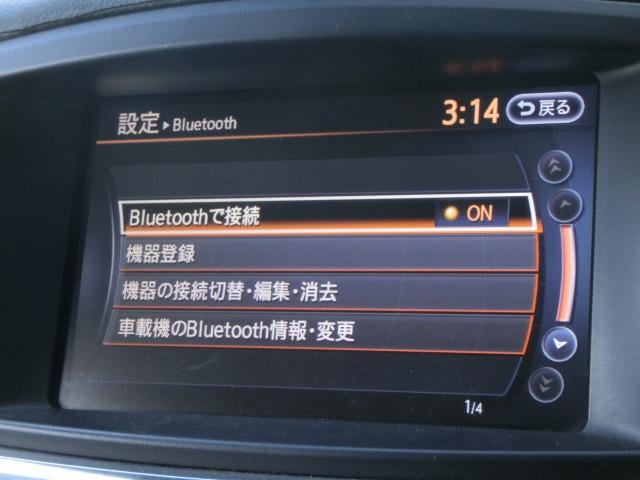 設定▶Bluetooth
3:14
戻る
Bluetoothで接続 ON
機器登録
機器の接続切替・編集・消去
車載機のBluetooth情報・変更
1/4